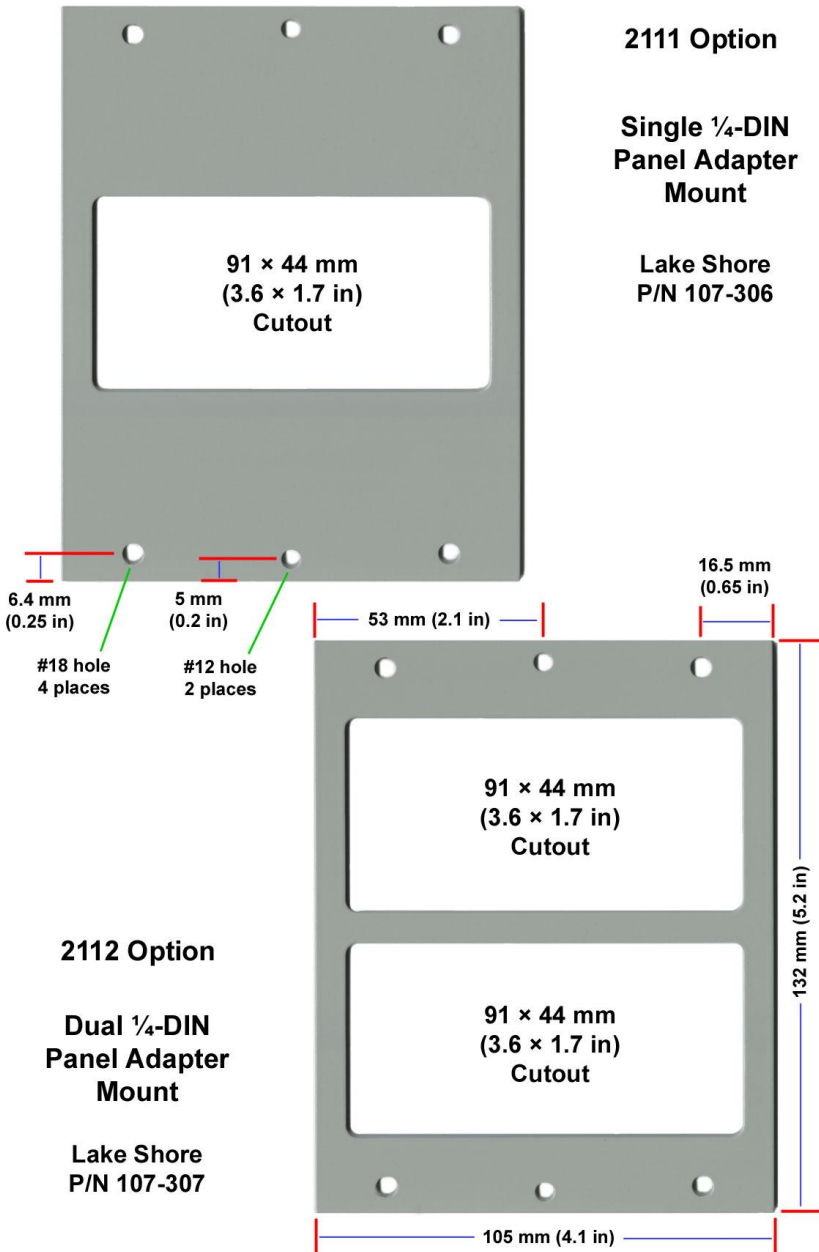 2111 Option
Single ¼-DIN
Panel Adapter
Mount
Lake Shore
P/N 107-306
91 × 44 mm
(3.6 × 1.7 in)
Cutout
6.4 mm
(0.25 in)
5 mm
(0.2 in)
#18 hole
4 places
#12 hole
2 places
53 mm (2.1 in)
16.5 mm
(0.65 in)
91 × 44 mm
(3.6 × 1.7 in)
Cutout
91 × 44 mm
(3.6 × 1.7 in)
Cutout
132 mm (5.2 in)
105 mm (4.1 in)
2112 Option
Dual ¼-DIN
Panel Adapter
Mount
Lake Shore
P/N 107-307